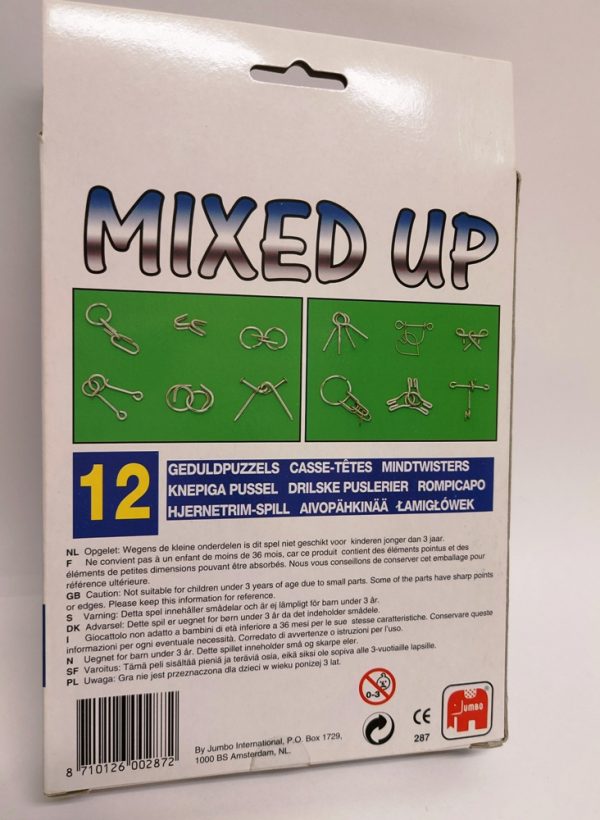 MIXED UP
12
GEDULDPUZZELS CASSE-TÊTES MINDTWISTERS
KNEPIGA PUSSEL DRILSKE PUSLERIER ROMPICAPO
HJERNETRIM-SPILL AIVOPÄHKINÄÄ ŁAMIGŁÓWEK
NL Opgelet: Wegens de kleine onderdelen is dit spel niet geschikt voor kinderen jonger dan 3 jaar.
F Ne convient pas à un enfant de moins de 36 mois, car ce produit contient des éléments pointus et des
éléments de petites dimensions pouvant être absorbés. Nous vous conseillons de conserver cet emballage pour
référence ultérieure.
GB Caution: Not suitable for children under 3 years of age due to small parts. Some of the parts have sharp points
or edges. Please keep this information for reference.
S Varning: Detta spel innehåller smådelar och är ej lämpligt för barn under 3 år.
DK Advarsel: Dette spil er uegnet for børn under 3 år da det indeholder smådele.
I Giocattolo non adatto a bambini di età inferiore a 36 mesi per le sue stesse caratteristiche. Conservare queste
informazioni per ogni eventuale necessità. Corredato di avvertenze o istruzioni per l'uso.
N Uegnet for barn under 3 år. Dette spillet inneholder små og skarpe eler.
SF Varoitus: Tämä peli sisältää pieniä ja teräviä osia, eikä siksi ole sopiva alle 3-vuotiaille lapsille.
PL Uwaga: Gra nie jest przeznaczona dla dzieci w wieku poniżej 3 lat.
0-3
JUMBO
CE
287
By Jumbo International, P.O. Box 1729,
1000 BS Amsterdam, NL.
8 710126 002872